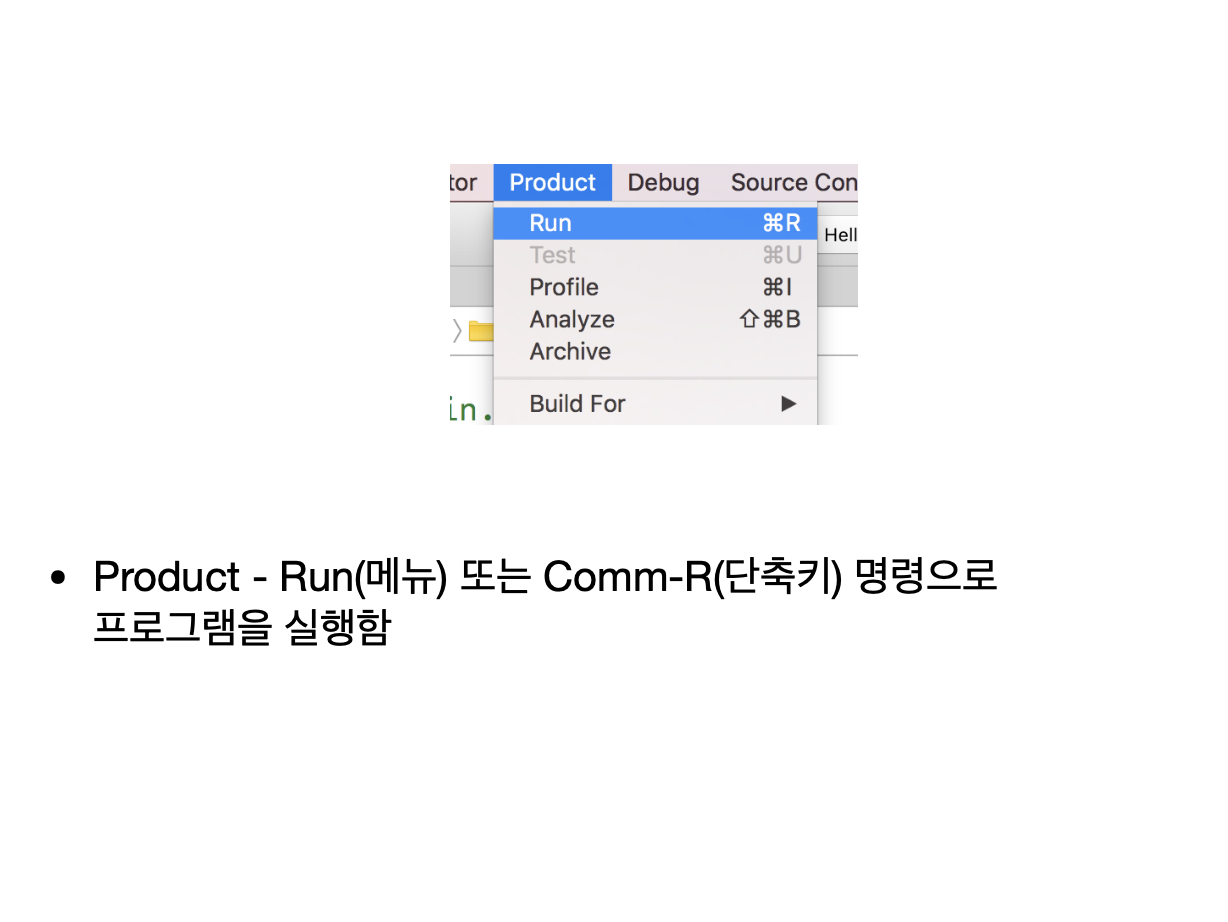 tor Product Debug Source Con
Run ⌘R
Hell
Test ⌘U
Profile ⌘I
Analyze ⇧⌘B
Archive
Build For ▶
in.
• Product - Run(메뉴) 또는 Comm-R(단축키) 명령으로
프로그램을 실행함